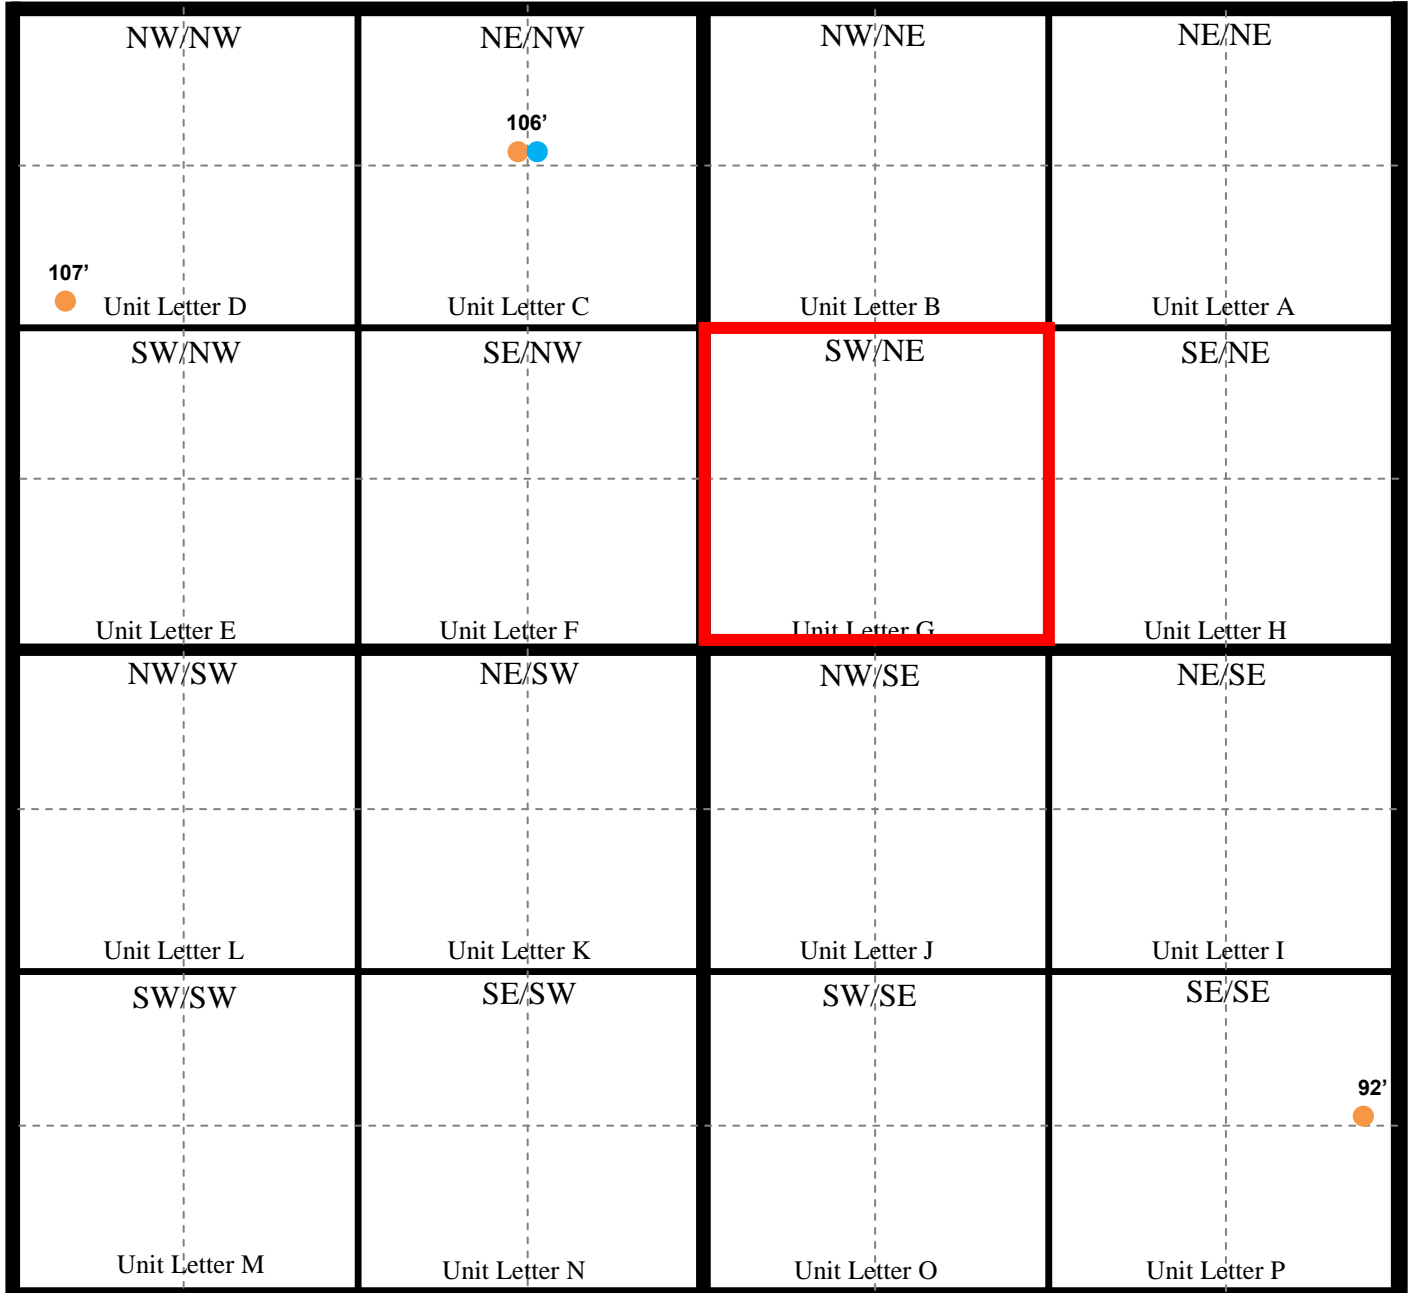 NW/NW
NE/NW
NW/NE
NE/NE
106’
107’
Unit Letter D
Unit Letter C
Unit Letter B
Unit Letter A
SW/NW
SE/NW
SW/NE
SE/NE
Unit Letter E
Unit Letter F
Unit Letter G
Unit Letter H
NW/SW
NE/SW
NW/SE
NE/SE
Unit Letter L
Unit Letter K
Unit Letter J
Unit Letter I
SW/SW
SE/SW
SW/SE
SE/SE
92’
Unit Letter M
Unit Letter N
Unit Letter O
Unit Letter P